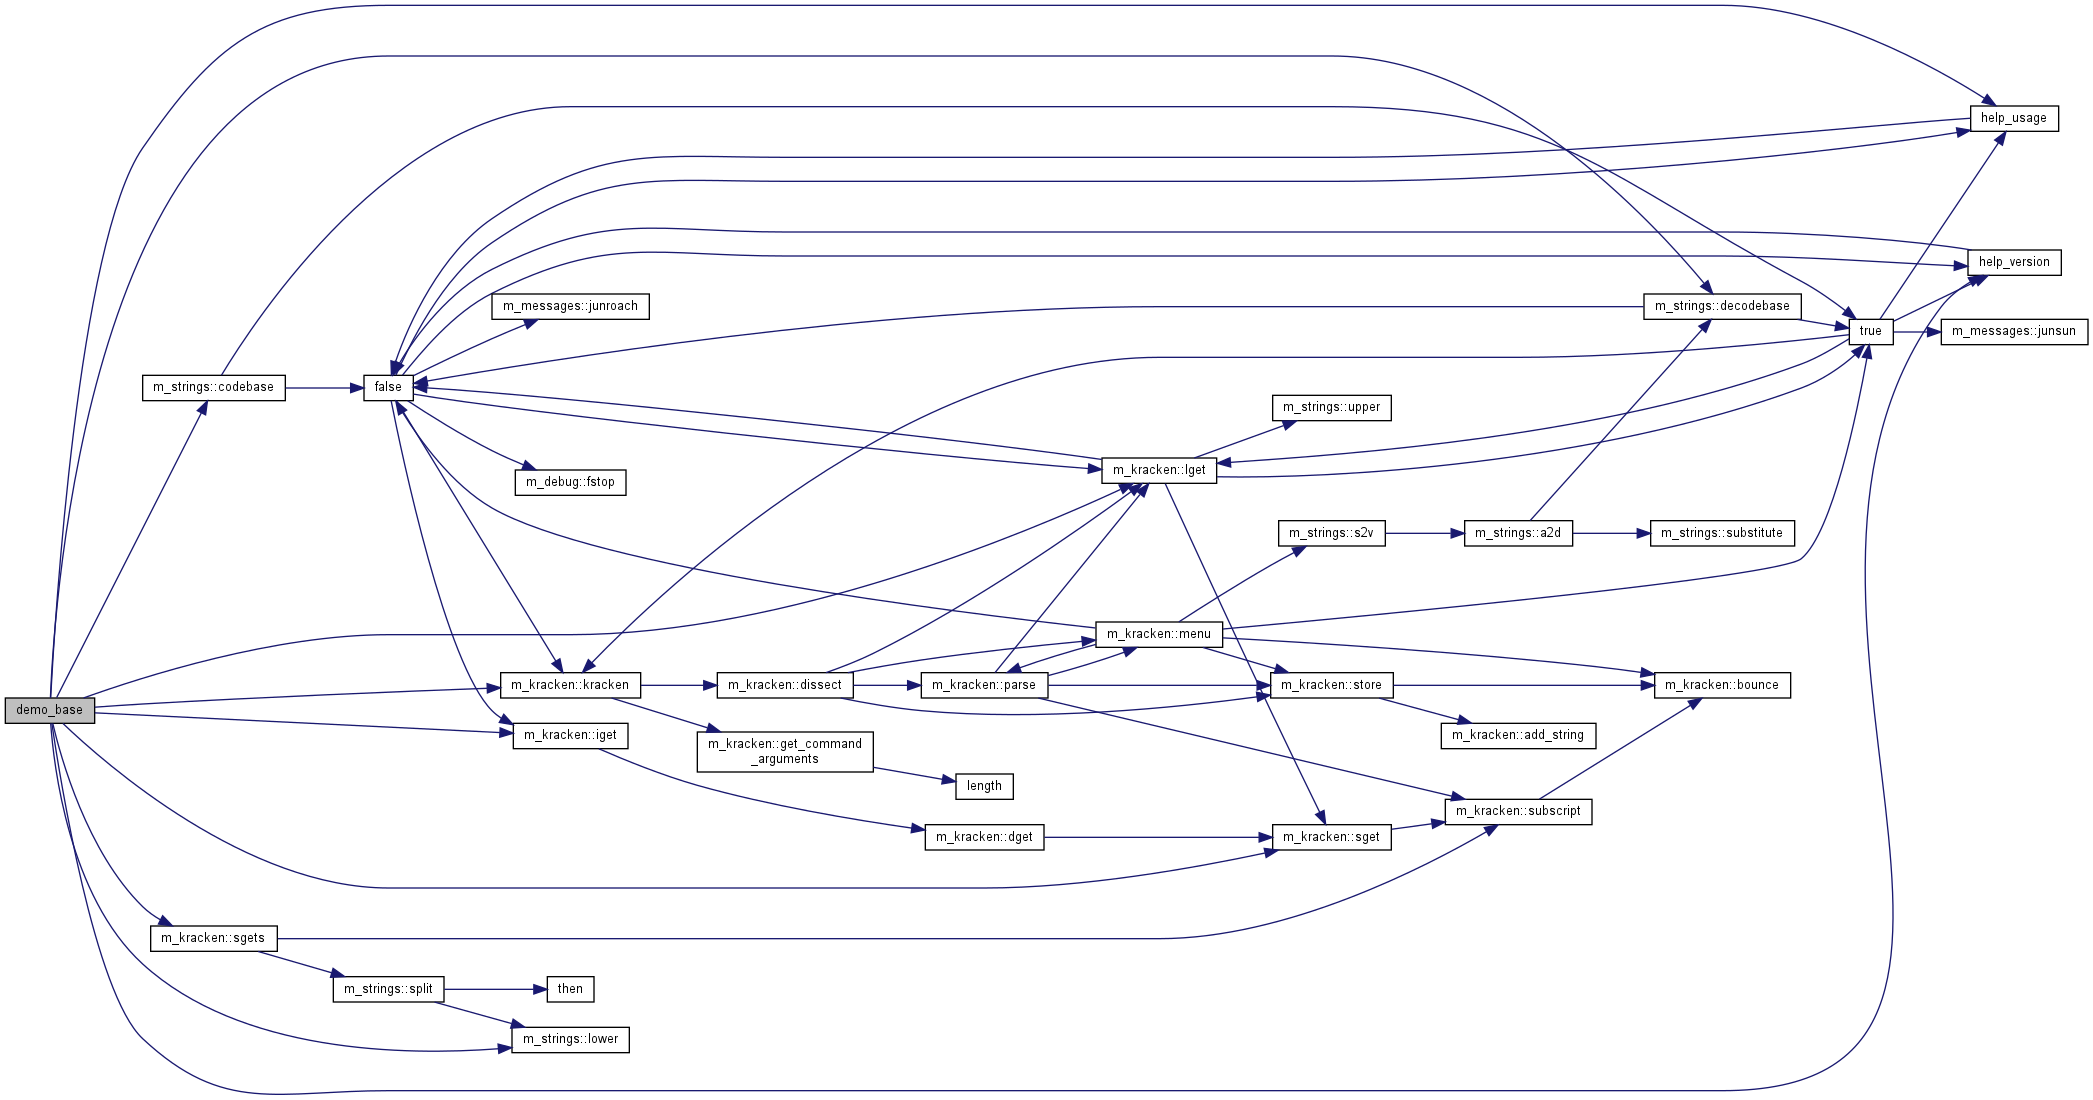 help_usage
help_version
m_messages::junroach
m_strings::decodebase
true
m_messages::junsun
m_strings::codebase
false
m_strings::upper
m_kracken::lget
m_debug::fstop
m_strings::s2v
m_strings::a2d
m_strings::substitute
m_kracken::menu
m_kracken::kracken
m_kracken::dissect
m_kracken::parse
m_kracken::store
m_kracken::bounce
demo_base
m_kracken::iget
m_kracken::get_command
_arguments
m_kracken::add_string
length
m_kracken::subscript
m_kracken::dget
m_kracken::sget
m_kracken::sgets
m_strings::split
then
m_strings::lower